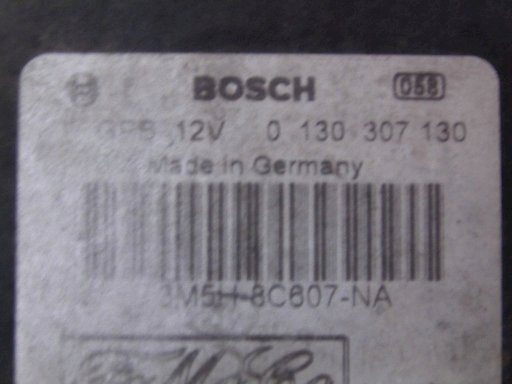 BOSCH 058
GPB 12V 0 130 307 130
Made in Germany
3M5H-8C607-NA